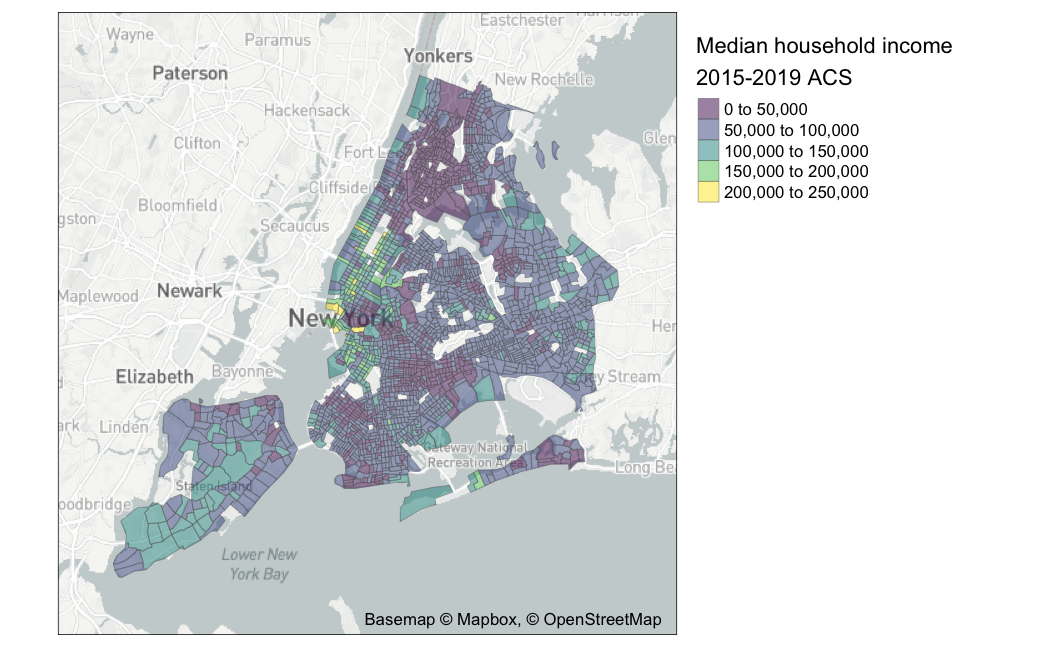 Eastchester
Harrison
Wayne
Paramus
Yonkers
Paterson
New Rochelle
Hackensack
Glen
Clifton
Fort Le
Cliffside
Bloomfield
gston
Secaucus
Maplewood
Newark
New York
Her
Elizabeth
Bayonne
ey Stream
ark
Linden
Gateway National
Recreation Area
Long Bea
Staten Island
oodbridge
Lower New
York Bay
Basemap © Mapbox, © OpenStreetMap
Median household income
2015-2019 ACS
0 to 50,000
50,000 to 100,000
100,000 to 150,000
150,000 to 200,000
200,000 to 250,000